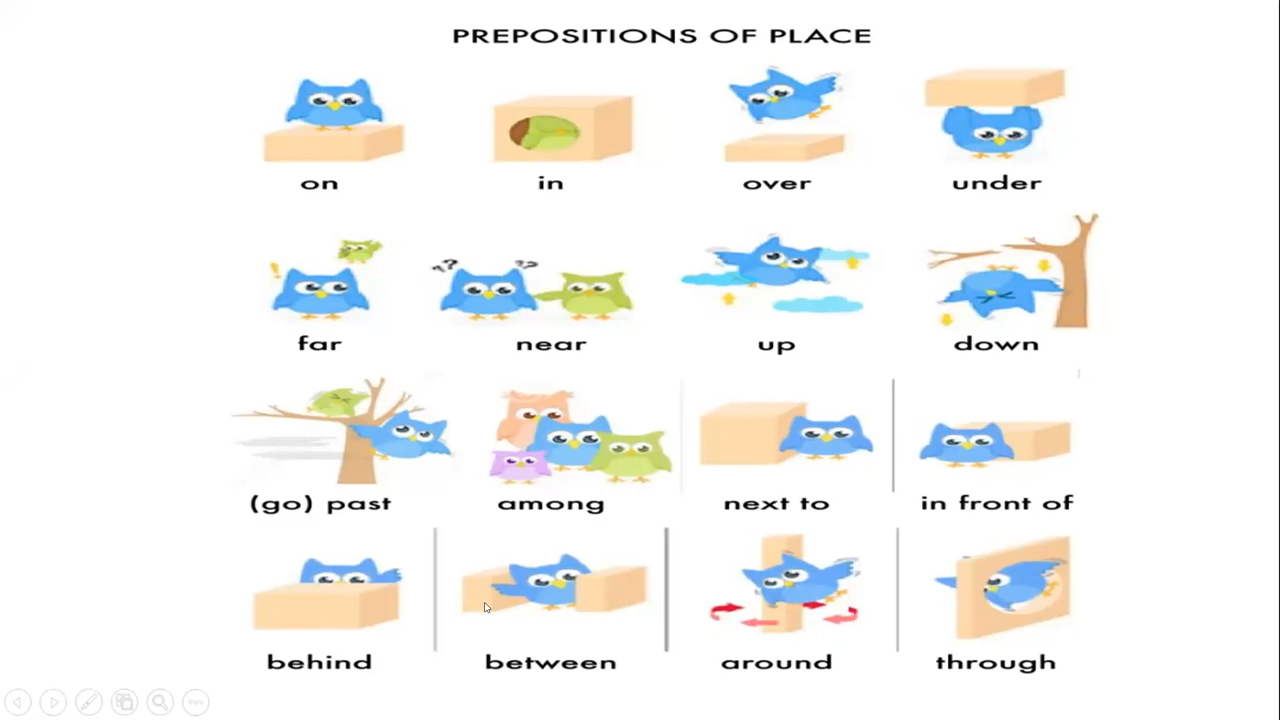 PREPOSITIONS OF PLACE
on in over under
far near up down
(go) past among next to in front of
behind between around through